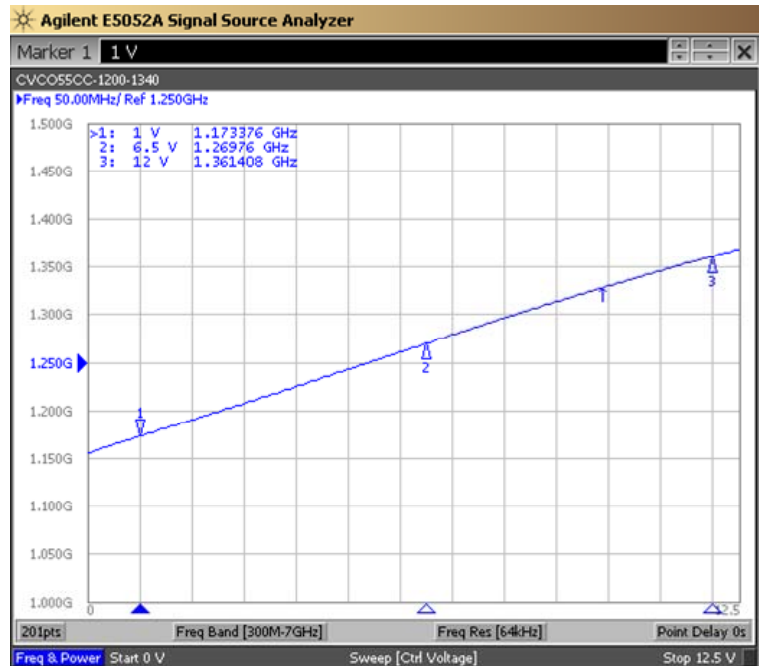 Agilent E5052A Signal Source Analyzer
Marker 1 1 V
CVCO55CC-1200-1340
Freq 50.00MHz/ Ref 1.250GHz
1.500G
>1: 1 V 1.173376 GHz
2: 6.5 V 1.26976 GHz
3: 12 V 1.361408 GHz
1.450G
1.400G
1.350G
3
1.300G
1.250G
2
1.200G
1
1.150G
1.100G
1.050G
1.000G
0 12.5
201pts Freq Band [300M-7GHz] Freq Res [64kHz] Point Delay 0s
Freq & Power Start 0 V Sweep [Ctrl Voltage] Stop 12.5 V